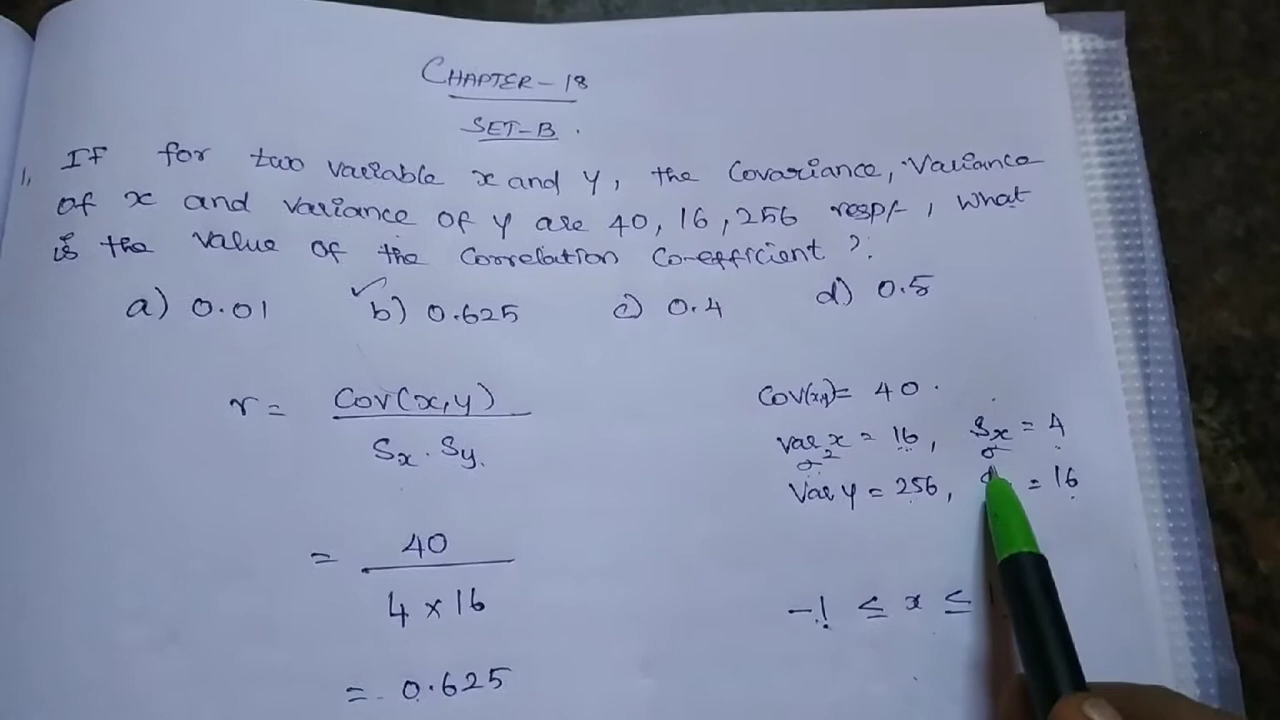 CHAPTER-18
SET-B.
1, IF for two variable x and y, the Covariance, Variance
of x and variance of y are 40, 16, 256 resp/-, what
is the value of the Correlation Co-efficient?
a) 0.01 b) 0.625 c) 0.4 d) 0.5
r = Cov(x,y)
Sx . Sy.
= 40
4 × 16
= 0.625
Cov(x,y) = 40.
Var x = 16, Sx = 4
σ² σ
Var y = 256, = 16
-1 ≤ x ≤